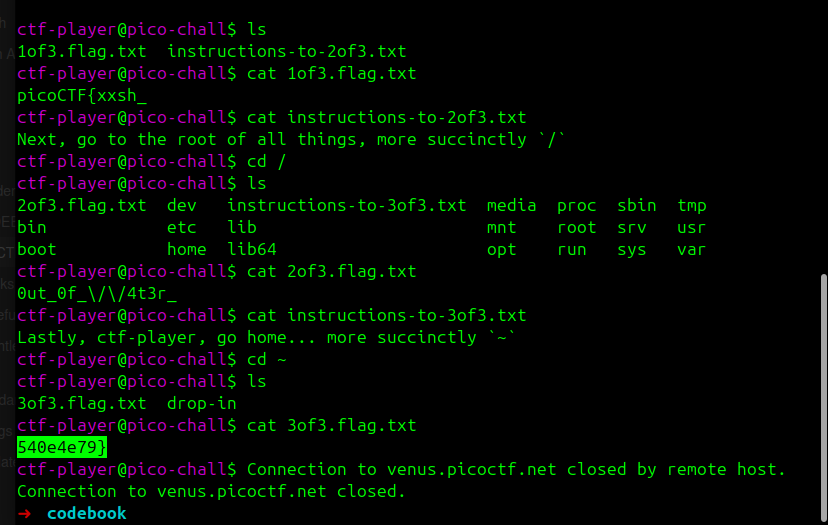 ctf-player@pico-chall$ ls
1of3.flag.txt  instructions-to-2of3.txt
ctf-player@pico-chall$ cat 1of3.flag.txt
picoCTF{xxsh_
ctf-player@pico-chall$ cat instructions-to-2of3.txt
Next, go to the root of all things, more succinctly `/`
ctf-player@pico-chall$ cd /
ctf-player@pico-chall$ ls
2of3.flag.txt  dev   instructions-to-3of3.txt  media  proc  sbin  tmp
bin            etc   lib                       mnt    root  srv   usr
boot           home  lib64                     opt    run   sys   var
ctf-player@pico-chall$ cat 2of3.flag.txt
0ut_0f_\/\/4t3r_
ctf-player@pico-chall$ cat instructions-to-3of3.txt
Lastly, ctf-player, go home... more succinctly `~`
ctf-player@pico-chall$ cd ~
ctf-player@pico-chall$ ls
3of3.flag.txt  drop-in
ctf-player@pico-chall$ cat 3of3.flag.txt
540e4e79}
ctf-player@pico-chall$ Connection to venus.picoctf.net closed by remote host.
Connection to venus.picoctf.net closed.
→ codebook